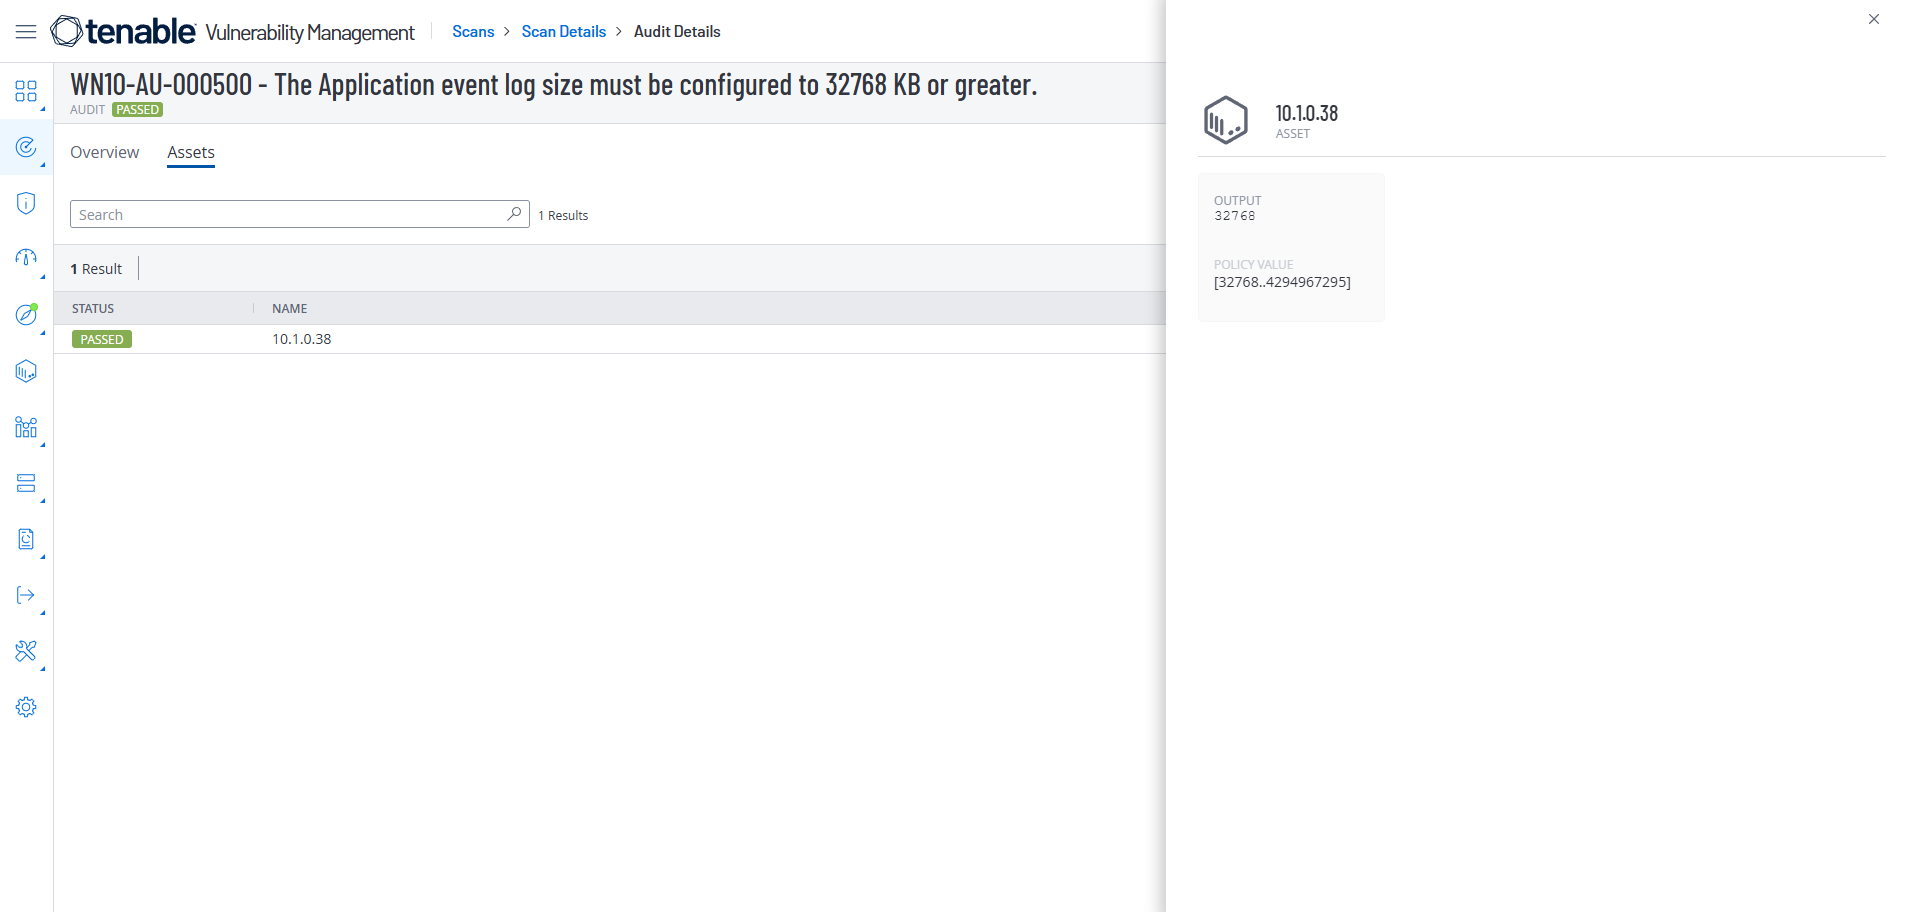 tenable Vulnerability Management Scans > Scan Details > Audit Details
WN10-AU-000500 - The Application event log size must be configured to 32768 KB or greater.
AUDIT PASSED
Overview Assets
Search 1 Results
1 Result
STATUS NAME
PASSED 10.1.0.38
10.1.0.38
ASSET
OUTPUT
32768
POLICY VALUE
[32768..4294967295]